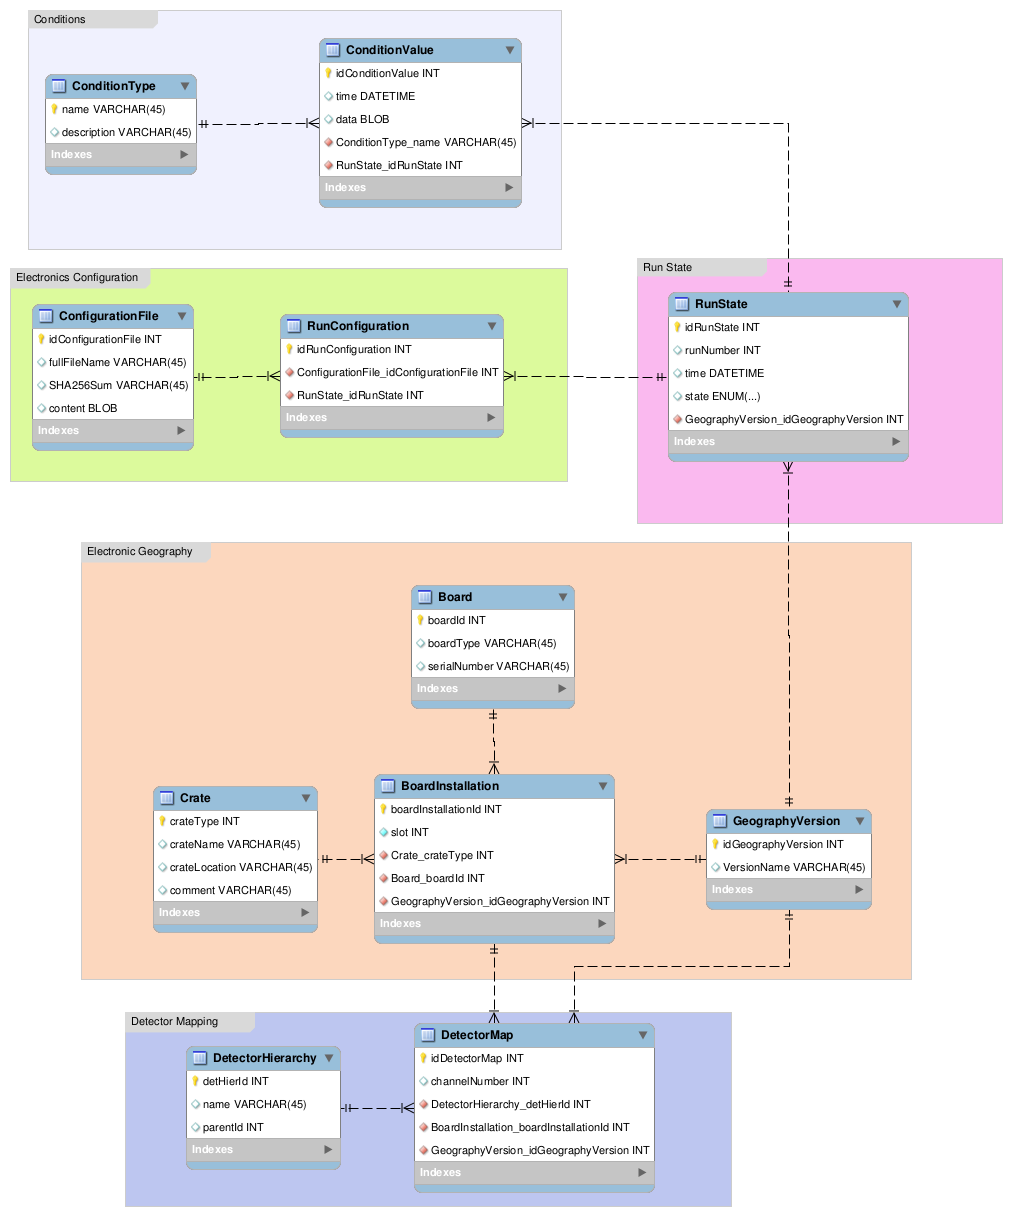 Conditions
ConditionType
name VARCHAR(45)
description VARCHAR(45)
Indexes
ConditionValue
idConditionValue INT
time DATETIME
data BLOB
ConditionType_name VARCHAR(45)
RunState_idRunState INT
Indexes
Electronics Configuration
ConfigurationFile
idConfigurationFile INT
fullFileName VARCHAR(45)
SHA256Sum VARCHAR(45)
content BLOB
Indexes
RunConfiguration
idRunConfiguration INT
ConfigurationFile_idConfigurationFile INT
RunState_idRunState INT
Indexes
Run State
RunState
idRunState INT
runNumber INT
time DATETIME
state ENUM(...)
GeographyVersion_idGeographyVersion INT
Indexes
Electronic Geography
Board
boardId INT
boardType VARCHAR(45)
serialNumber VARCHAR(45)
Indexes
Crate
crateType INT
crateName VARCHAR(45)
crateLocation VARCHAR(45)
comment VARCHAR(45)
Indexes
BoardInstallation
boardInstallationId INT
slot INT
Crate_crateType INT
Board_boardId INT
GeographyVersion_idGeographyVersion INT
Indexes
GeographyVersion
idGeographyVersion INT
VersionName VARCHAR(45)
Indexes
Detector Mapping
DetectorHierarchy
detHierId INT
name VARCHAR(45)
parentId INT
Indexes
DetectorMap
idDetectorMap INT
channelNumber INT
DetectorHierarchy_detHierId INT
BoardInstallation_boardInstallationId INT
GeographyVersion_idGeographyVersion INT
Indexes